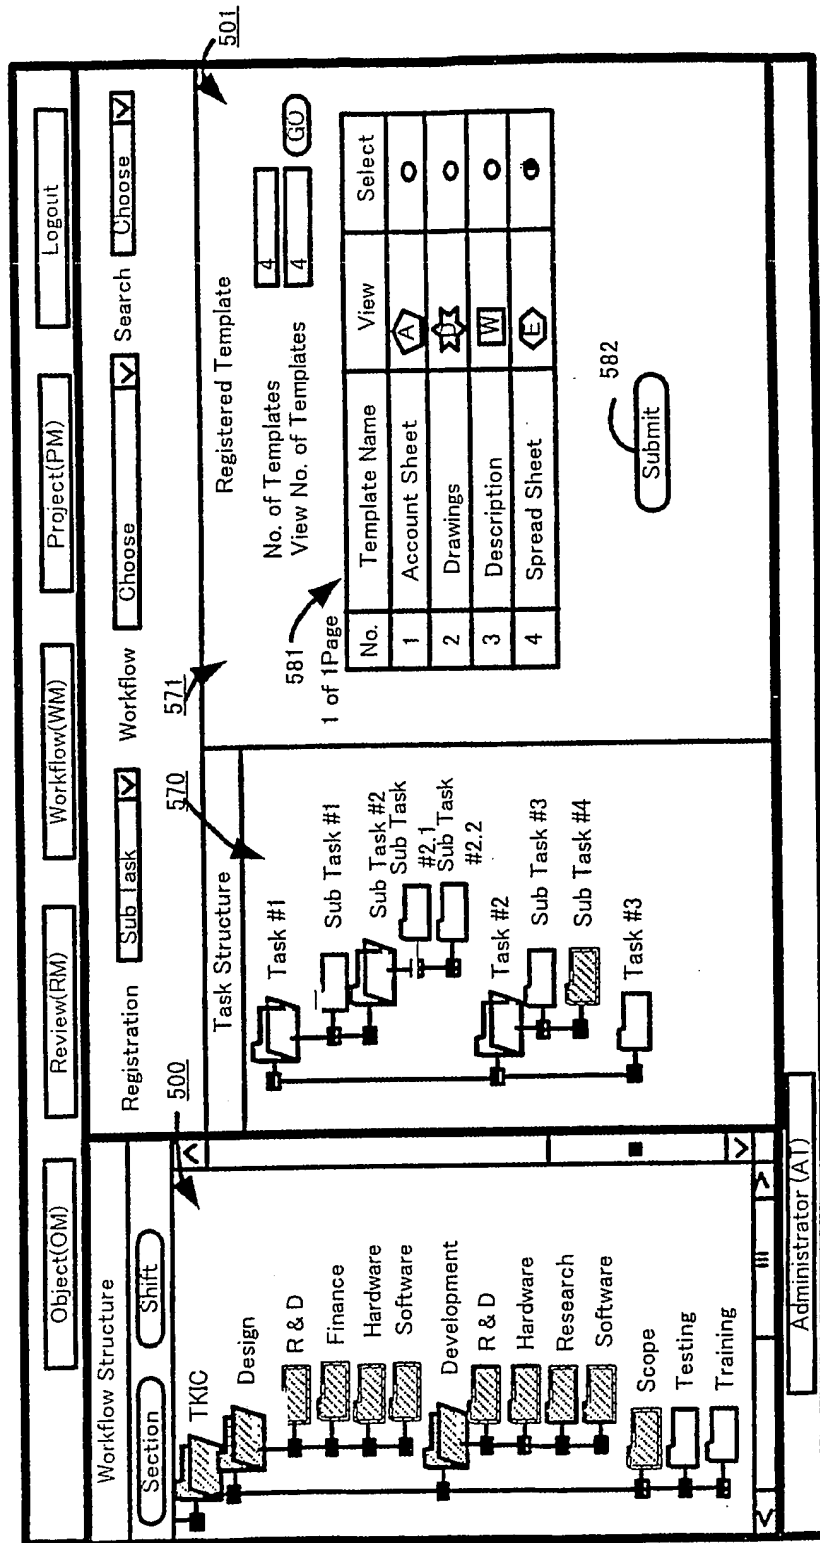 Object(OM) Review(RM) Workflow(WM) Project(PM) Logout
Registration Sub Task Workflow Choose Search Choose
501
Workflow Structure
Section Shift
500
TKIC
Design
R & D
Finance
Hardware
Software
Development
R & D
Hardware
Research
Software
Scope
Testing
Training
Task Structure
570
Task #1
Sub Task #1
Sub Task #2
Sub Task
#2.1
Sub Task
#2.2
Task #2
Sub Task #3
Sub Task #4
Task #3
571
Registered Template
No. of Templates 4
View No. of Templates 4 GO
581
1 of 1Page
No. Template Name View Select
1 Account Sheet A
2 Drawings D
3 Description W
4 Spread Sheet E
582
Submit
Administrator (AT)